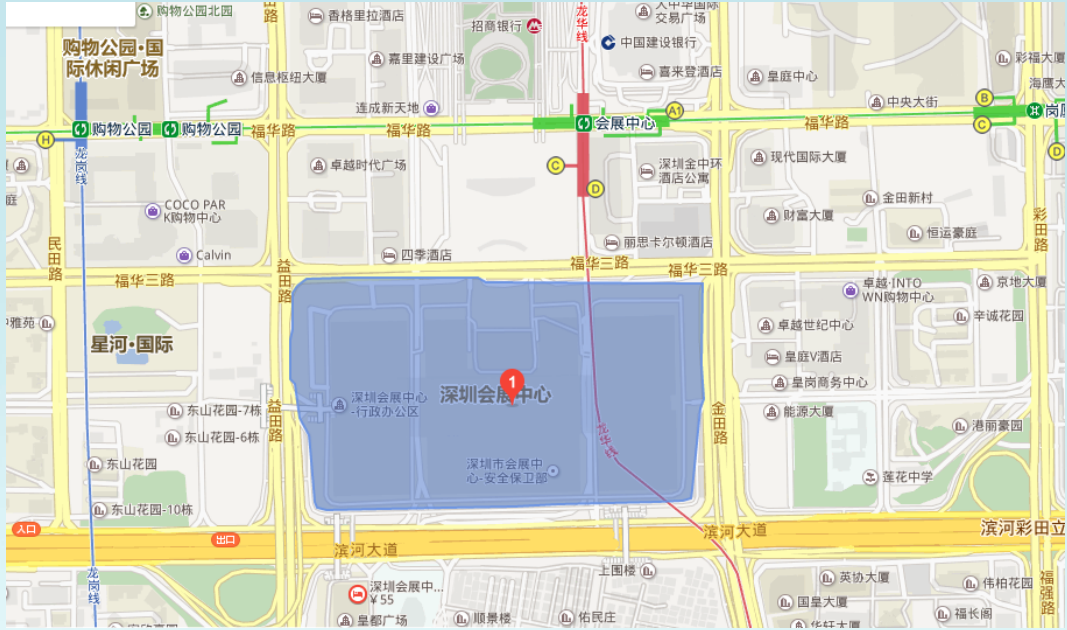 购物公园北园
香格里拉酒店
招商银行
龙华线
大中华国际
交易广场
中国建设银行
彩福大厦
购物公园·国
际休闲广场
信息枢纽大厦
嘉里建设广场
喜来登酒店
皇庭中心
连成新天地
中央大街
A1
B
H
购物公园
购物公园
福华路
福华路
会展中心
福华路
C
D
龙岗线
卓越时代广场
C
D
深圳金中环
酒店公寓
现代国际大厦
COCO PAR
K购物中心
金田新村
财富大厦
恒运豪庭
彩田路
民田路
Calvin
四季酒店
丽思卡尔顿酒店
益田路
福华三路
福华三路
福华三路
卓越·INTO
WN购物中心
京地大厦
星河·国际
卓越世纪中心
辛诚花园
皇庭V酒店
1
深圳会展中心
深圳会展中心
-行政办公区
皇岗商务中心
东山花园-7栋
益田路
金田路
能源大厦
港丽豪园
东山花园-6栋
龙华线
东山花园
深圳市会展中
心-安全保卫部
莲花中学
东山花园-10栋
入口
出口
滨河大道
滨河大道
滨河彩田立
龙岗线
上围楼
英协大厦
伟柏花园
福强路
深圳会展中...
¥55
国皇大厦
皇都广场
顺景楼
佑民庄
福长阁